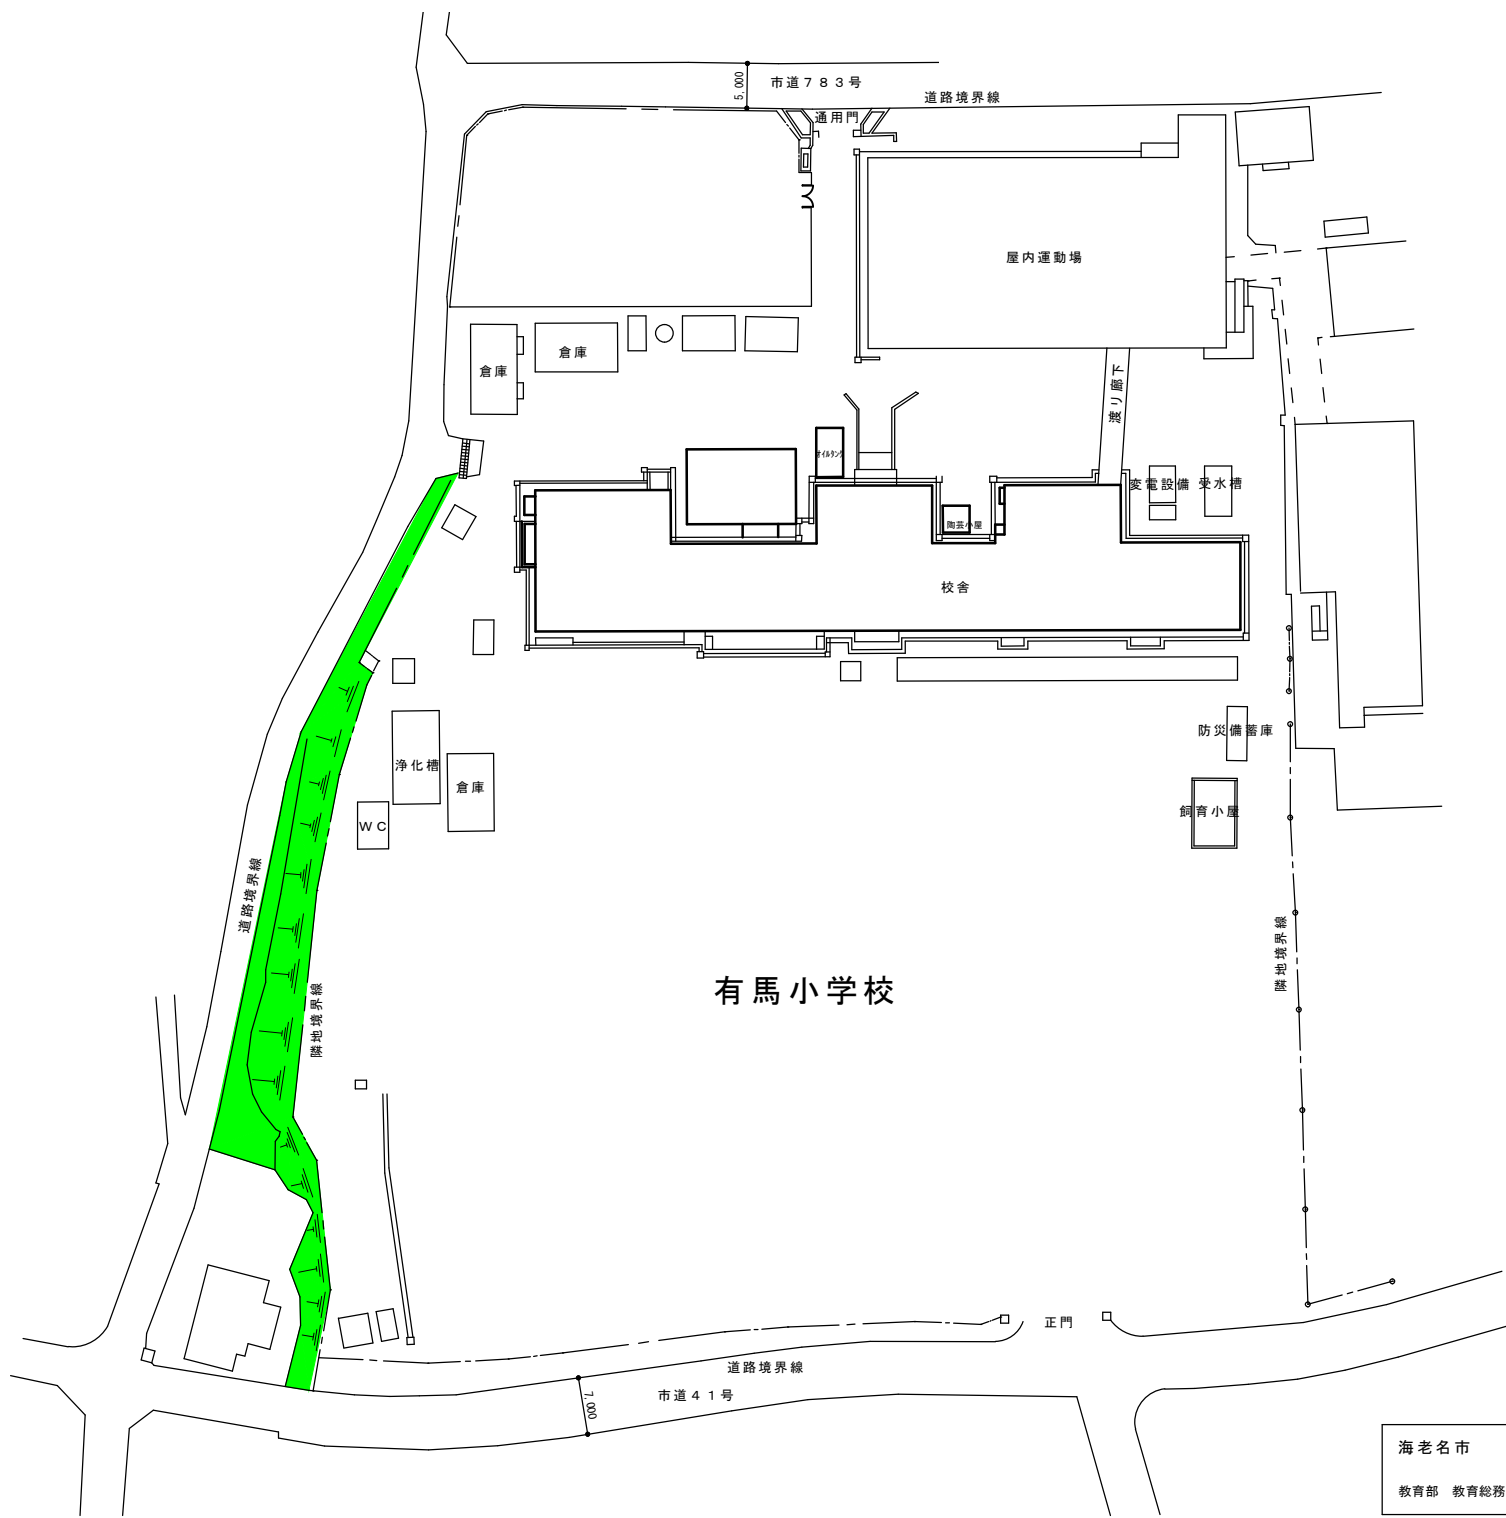 市道７８３号
5,000
道路境界線
通用門
屋内運動場
倉庫
倉庫
渡り廊下
オイルタンク
変電設備
受水槽
陶芸小屋
校舎
防災備蓄庫
浄化槽
倉庫
飼育小屋
ＷＣ
道路境界線
隣地境界線
隣地境界線
有馬小学校
正門
道路境界線
市道４１号
7,000
海老名市
教育部　教育総務